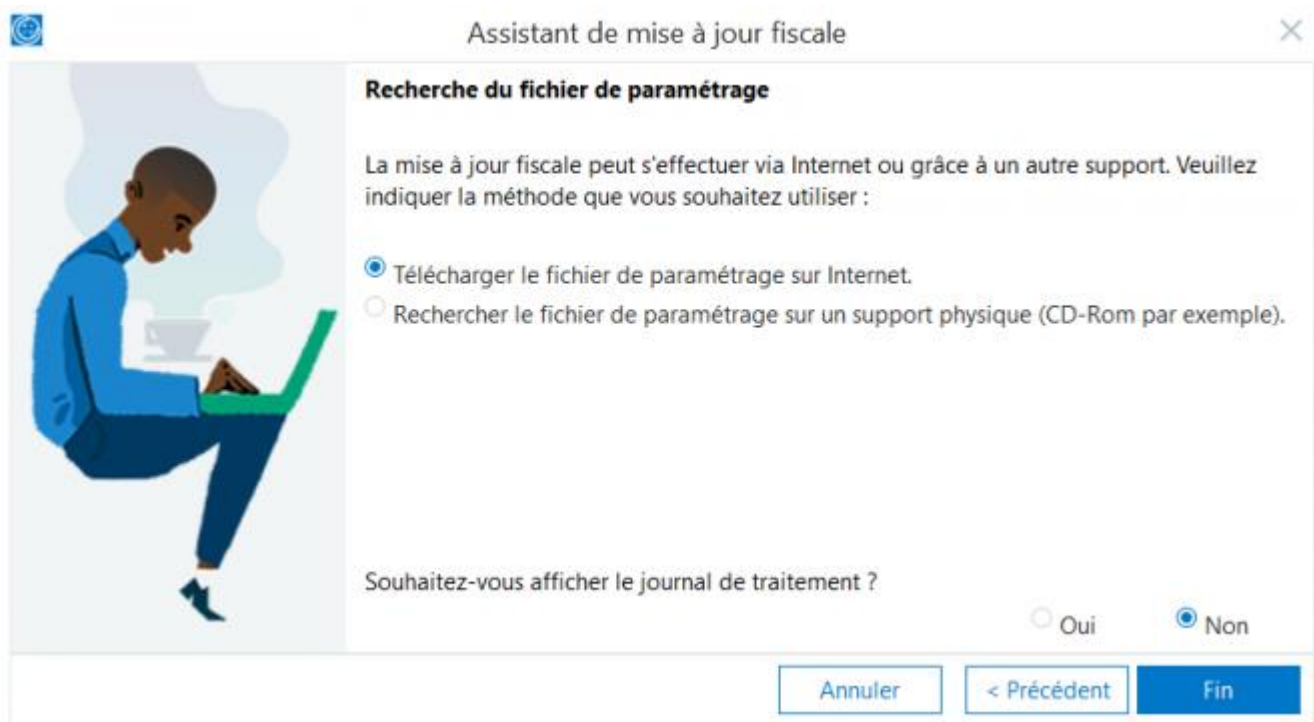 Assistant de mise à jour fiscale
Recherche du fichier de paramétrage
La mise à jour fiscale peut s'effectuer via Internet ou grâce à un autre support. Veuillez
indiquer la méthode que vous souhaitez utiliser :
Télécharger le fichier de paramétrage sur Internet.
Rechercher le fichier de paramétrage sur un support physique (CD-Rom par exemple).
Souhaitez-vous afficher le journal de traitement ?
Oui Non
Annuler < Précédent Fin